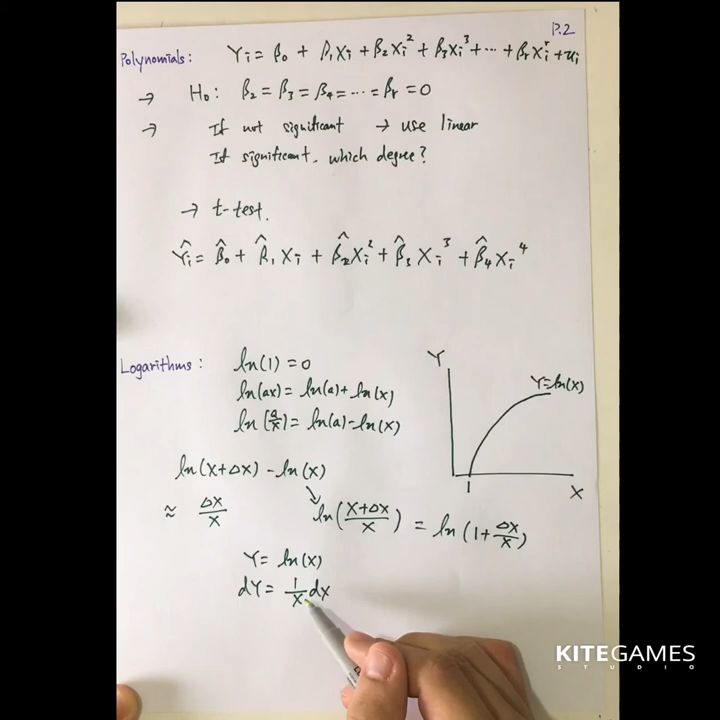 P.2
Polynomials: Yi = β0 + β1Xi + β2Xi² + β3Xi³ + ··· + βrXiʳ + ui
→ H0: β2 = β3 = β4 = ··· = βr = 0
→ If not significant → use linear
If significant, which degree?
→ t-test.
Ŷi = β̂0 + β̂1Xi + β̂2Xi² + β̂3Xi³ + β̂4Xi⁴
Logarithms: ln(1) = 0
ln(ax) = ln(a) + ln(x)
ln(a/x) = ln(a) - ln(x)
Y
Y=ln(x)
1
X
ln(x+Δx) - ln(x)
≈ Δx/x
ln((x+Δx)/x) = ln(1+Δx/x)
Y = ln(x)
dY = 1/x dx
KITEGAMES
STUDIO